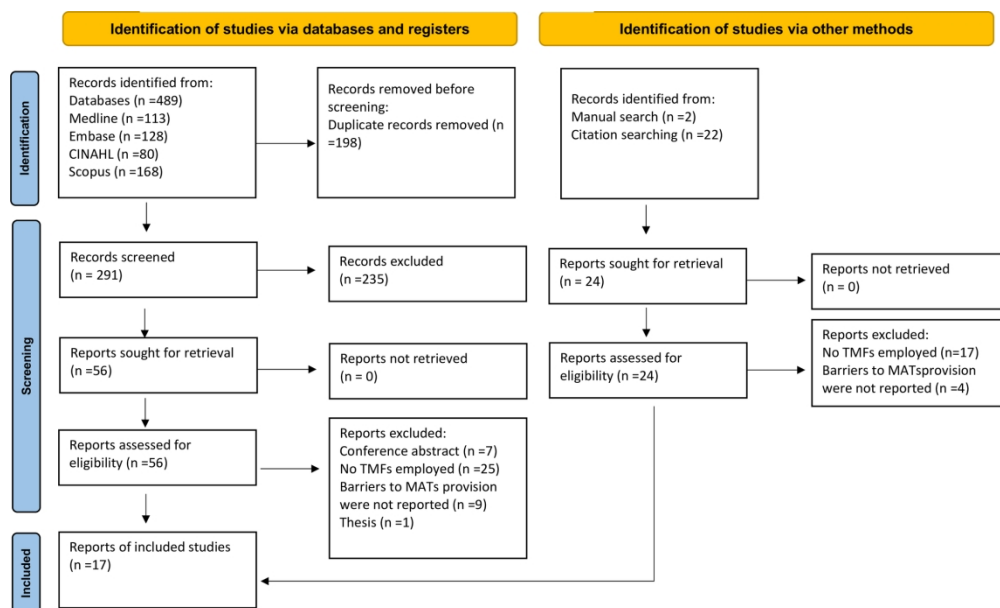 Identification of studies via databases and registers
Identification of studies via other methods
Identification
Records identified from:
Databases (n =489)
Medline (n =113)
Embase (n =128)
CINAHL (n =80)
Scopus (n =168)
Records removed before
screening:
Duplicate records removed (n
=198)
Records identified from:
Manual search (n =2)
Citation searching (n =22)
Screening
Records screened
(n = 291)
Records excluded
(n =235)
Reports sought for retrieval
(n = 24)
Reports not retrieved
(n = 0)
Reports sought for retrieval
(n =56)
Reports not retrieved
(n = 0)
Reports assessed for
eligibility (n =24)
Reports excluded:
No TMFs employed (n=17)
Barriers to MATsprovision
were not reported (n =4)
Reports assessed for
eligibility (n =56)
Reports excluded:
Conference abstract (n =7)
No TMFs employed (n =25)
Barriers to MATs provision
were not reported (n =9)
Thesis (n =1)
Included
Reports of included studies
(n =17)